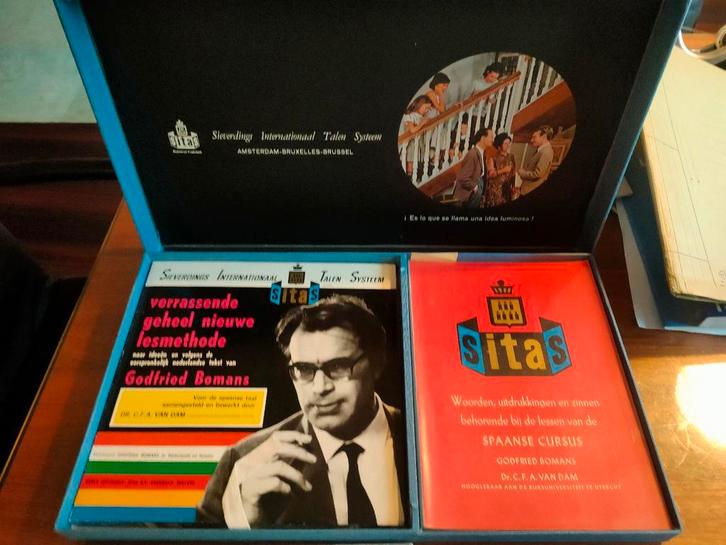 sitas
Sieverdings Internationaal Talen Systeem
AMSTERDAM-BRUXELLES-BRUSSEL
¡ Es lo que se llama una idea luminosa !
SIEVERDINGS INTERNATIONAAL TALEN SYSTEEM
sitas
verrassende
geheel nieuwe
lesmethode
naar ideeën en volgens de
oorspronkelijk nederlandse tekst van
Godfried Bomans
Voor de spaanse taal
samengesteld en bewerkt door
DR. C.F.A. VAN DAM
sitas
Woorden, uitdrukkingen en zinnen
behorende bij de lessen van de
SPAANSE CURSUS
GODFRIED BOMANS
Dr. C. F. A. VAN DAM
HOOGLERAAR AAN DE RIJKSUNIVERSITEIT TE UTRECHT